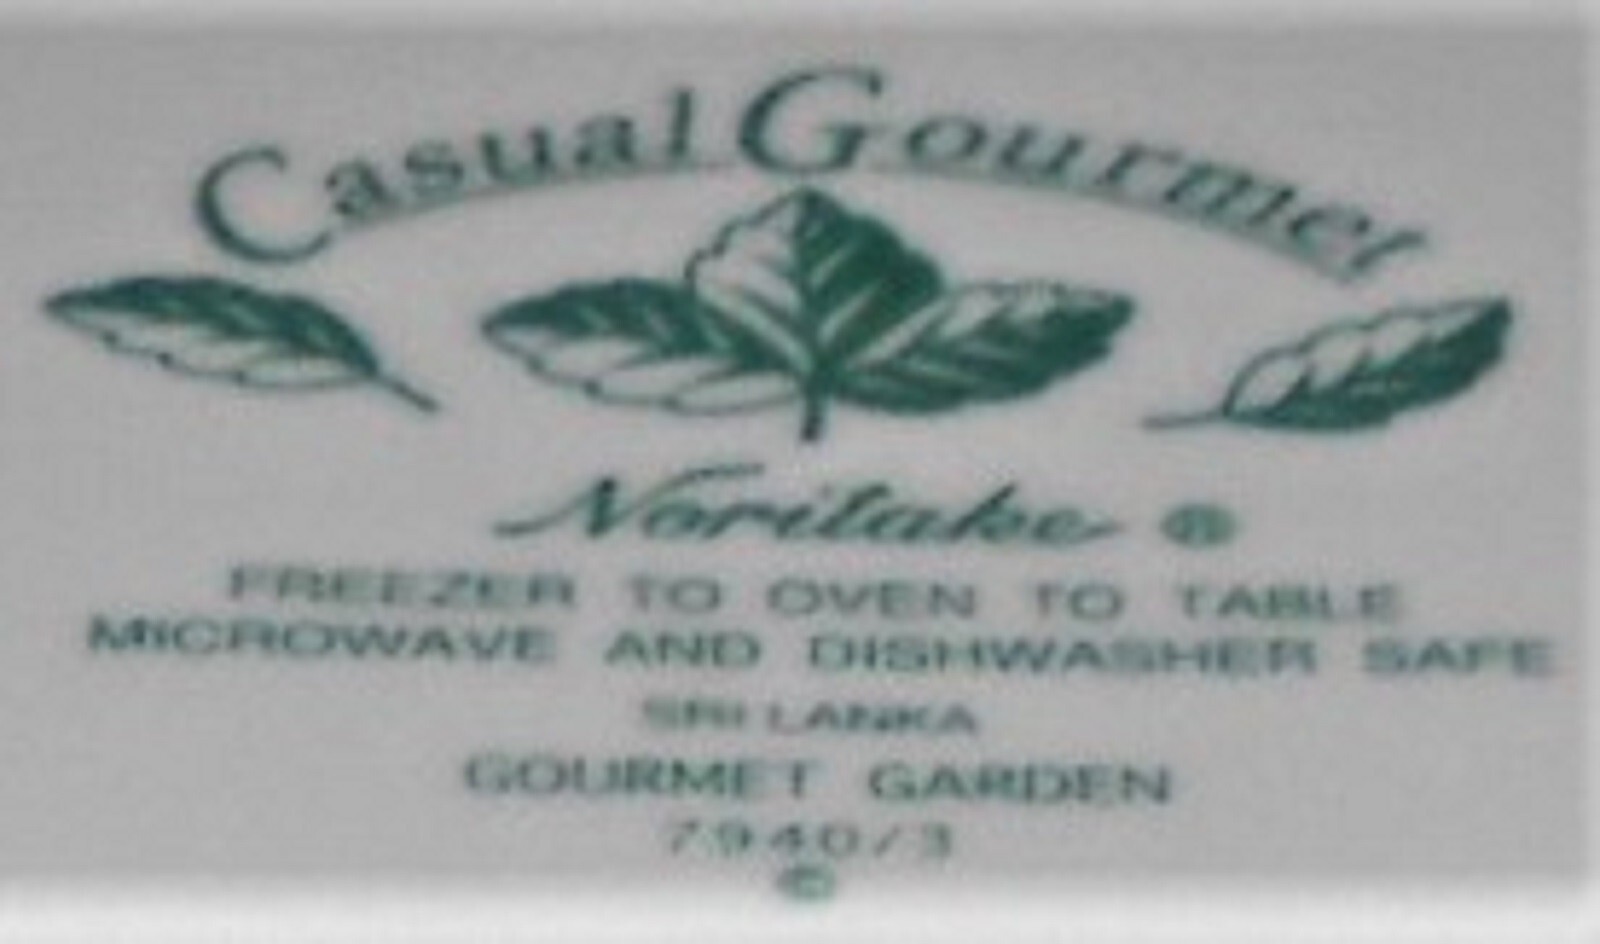 Casual Gourmet
Noritake ®
FREEZER TO OVEN TO TABLE
MICROWAVE AND DISHWASHER SAFE
SRI LANKA
GOURMET GARDEN
7940/3
©